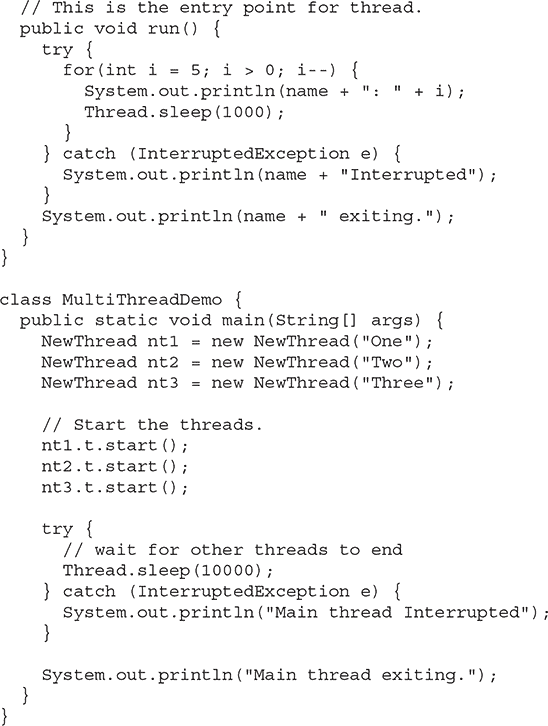 // This is the entry point for thread.
  public void run() {
    try {
      for(int i = 5; i > 0; i--) {
        System.out.println(name + ": " + i);
        Thread.sleep(1000);
      }
    } catch (InterruptedException e) {
      System.out.println(name + "Interrupted");
    }
    System.out.println(name + " exiting.");
  }
}

class MultiThreadDemo {
  public static void main(String[] args) {
    NewThread nt1 = new NewThread("One");
    NewThread nt2 = new NewThread("Two");
    NewThread nt3 = new NewThread("Three");

    // Start the threads.
    nt1.t.start();
    nt2.t.start();
    nt3.t.start();

    try {
      // wait for other threads to end
      Thread.sleep(10000);
    } catch (InterruptedException e) {
      System.out.println("Main thread Interrupted");
    }

    System.out.println("Main thread exiting.");
  }
}